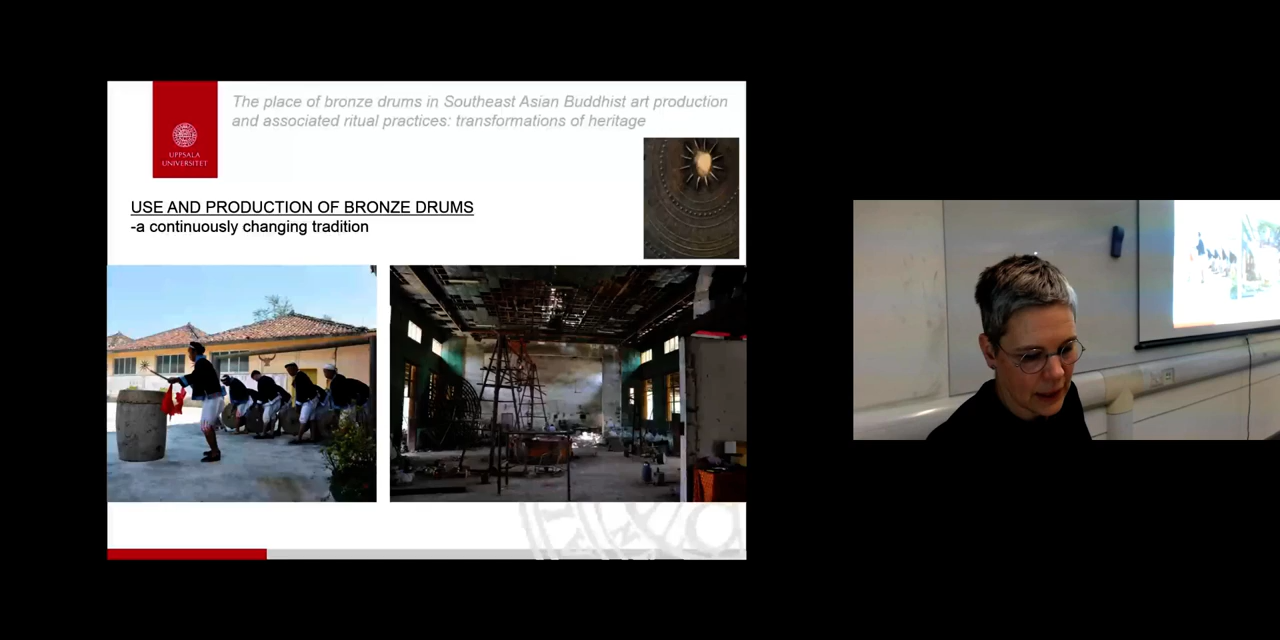 The place of bronze drums in Southeast Asian Buddhist art production
and associated ritual practices: transformations of heritage
UPPSALA
UNIVERSITET
USE AND PRODUCTION OF BRONZE DRUMS
-a continuously changing tradition